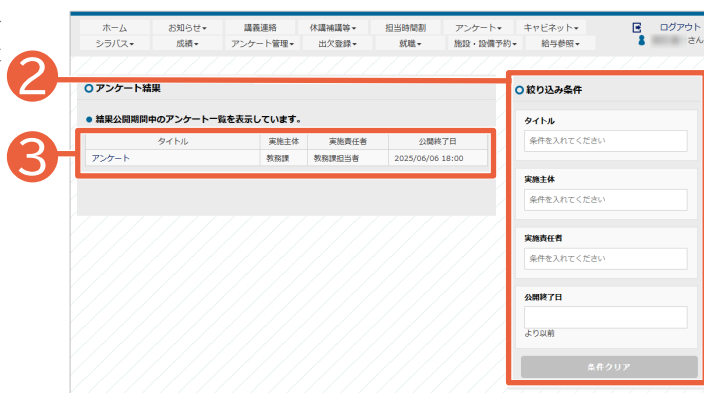 ホーム お知らせ▾ 講義連絡 休講補講等▾ 担当時間割 アンケート▾ キャビネット▾ ログアウト
シラバス▾ 成績▾ アンケート管理▾ 出欠登録▾ 就職▾ 施設・設備予約▾ 給与参照▾ さん
2
アンケート結果
● 結果公開期間中のアンケート一覧を表示しています。
3
タイトル 実施主体 実施責任者 公開終了日
アンケート 教務課 教務課担当者 2025/06/06 18:00
絞り込み条件
タイトル
条件を入れてください
実施主体
条件を入れてください
実施責任者
条件を入れてください
公開終了日
より以前
条件クリア